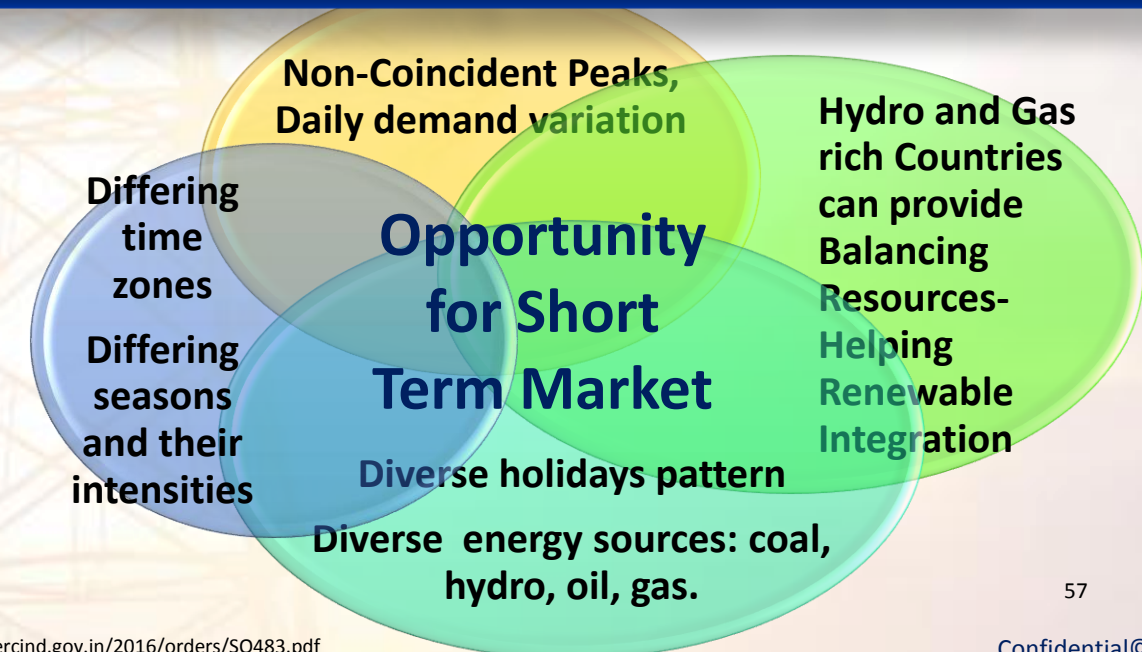 Non-Coincident Peaks,
Daily demand variation
Differing
time
zones
Differing
seasons
and their
intensities
Opportunity
for Short
Term Market
Hydro and Gas
rich Countries
can provide
Balancing
Resources-
Helping
Renewable
Integration
Diverse holidays pattern
Diverse energy sources: coal,
hydro, oil, gas.
57
ercind.gov.in/2016/orders/SO483.pdf
Confidential©